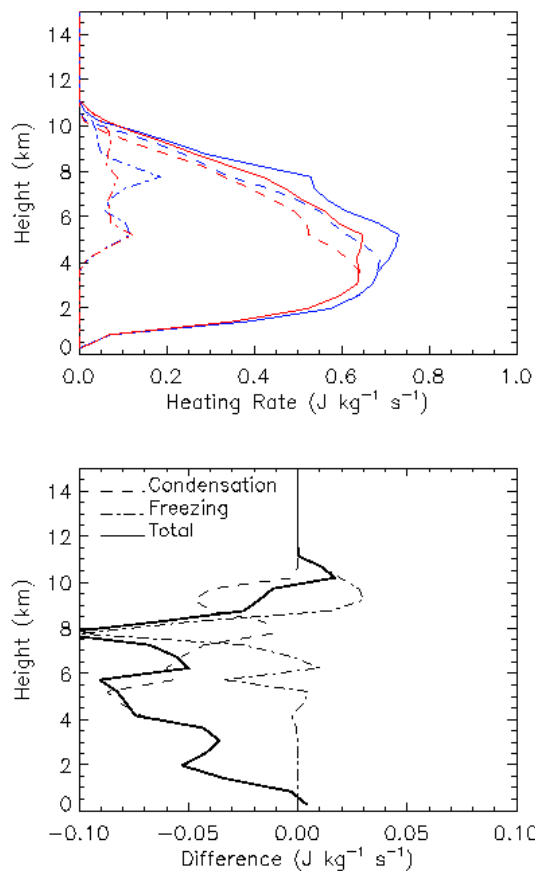 14
12
10
8
6
4
2
0
Height (km)
0.0 0.2 0.4 0.6 0.8 1.0
Heating Rate (J kg⁻¹ s⁻¹)
Condensation
Freezing
Total
14
12
10
8
6
4
2
0
Height (km)
-0.10 -0.05 0.00 0.05 0.10
Difference (J kg⁻¹ s⁻¹)